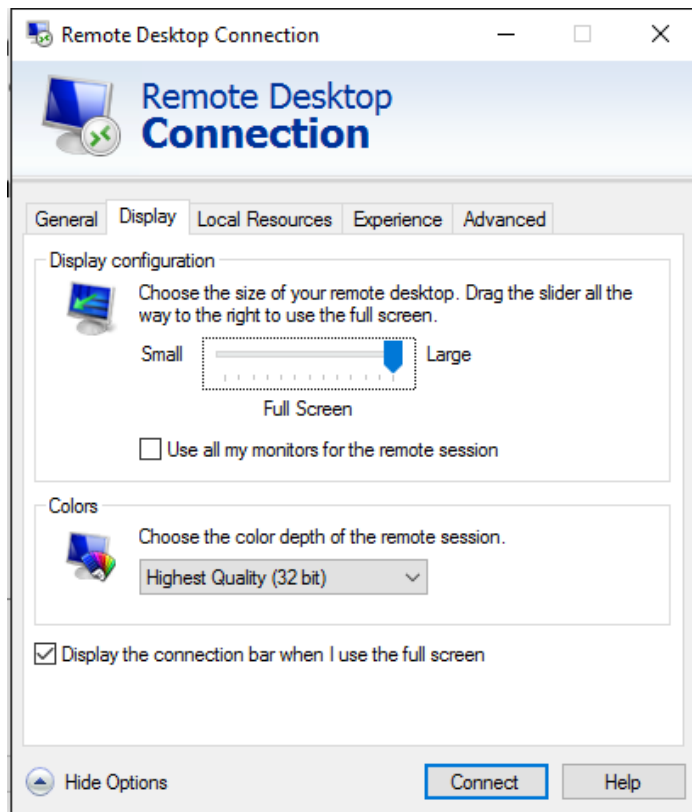 Remote Desktop Connection
Remote Desktop
Connection
General Display Local Resources Experience Advanced
Display configuration
Choose the size of your remote desktop. Drag the slider all the
way to the right to use the full screen.
Small Large
Full Screen
Use all my monitors for the remote session
Colors
Choose the color depth of the remote session.
Highest Quality (32 bit)
Display the connection bar when I use the full screen
Hide Options Connect Help